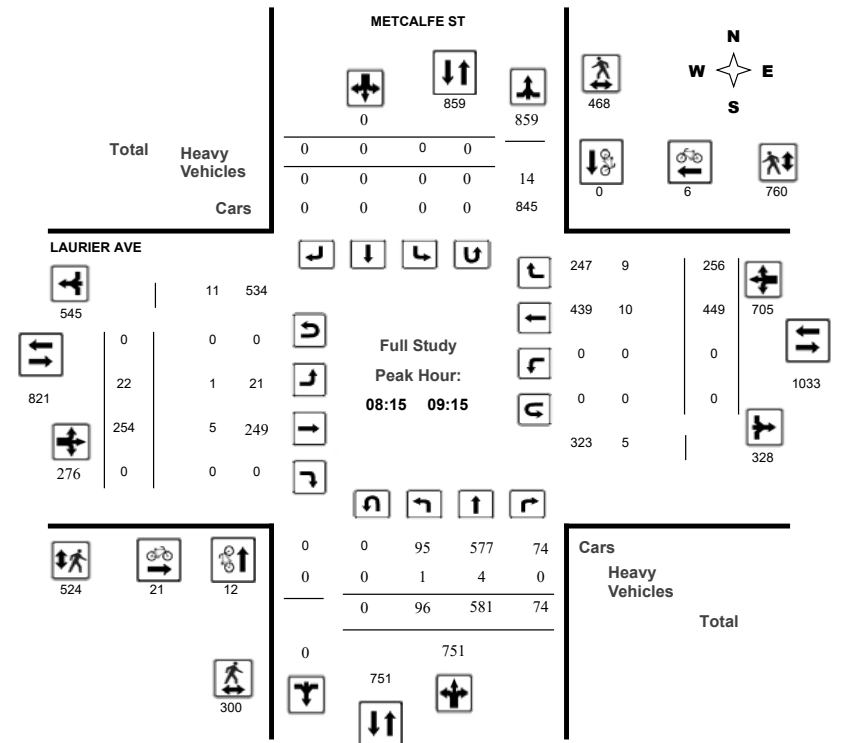 METCALFE ST
N
W E
S
859
468
0 859
Total Heavy Vehicles
0 0 0 0
0 0 0 0 14
Cars 0 0 0 0 845
0 6 760
LAURIER AVE
545
11 534
247 9 256
439 10 449 705
0 0 0
0 0 0
323 5
328
1033
821
0 0 0
22 1 21
254 5 249
276 0 0 0
Full Study
Peak Hour:
08:15 09:15
524 21 12
0 0 95 577 74 Cars
0 0 1 4 0 Heavy
Vehicles
0 96 581 74 Total
0 751
300
751